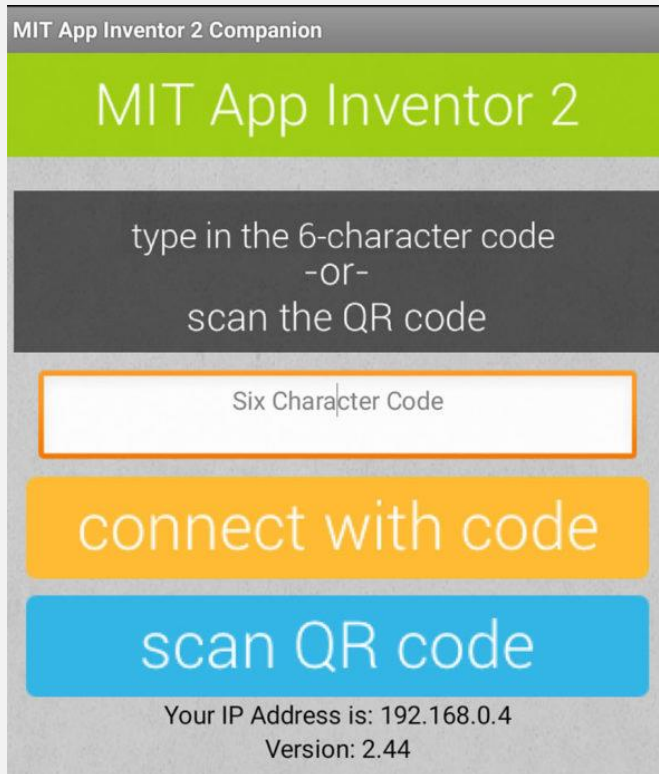 MIT App Inventor 2 Companion
MIT App Inventor 2
type in the 6-character code
-or-
scan the QR code
Six Character Code
connect with code
scan QR code
Your IP Address is: 192.168.0.4
Version: 2.44